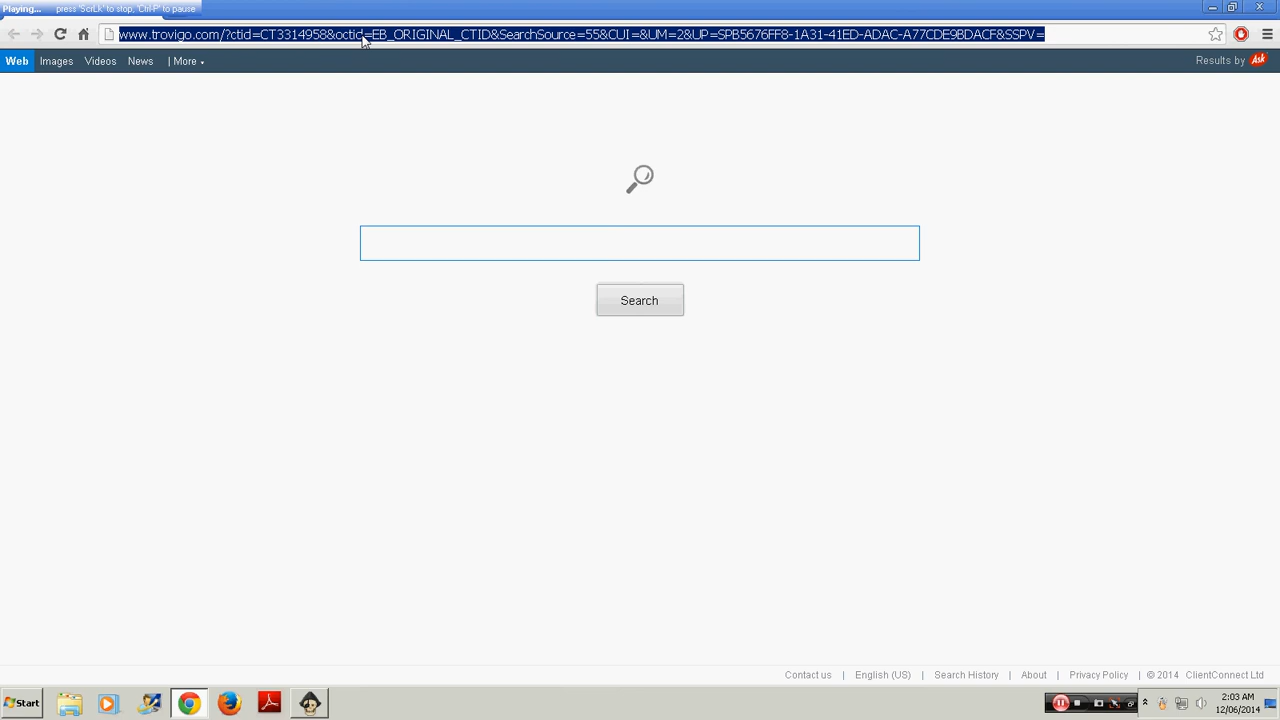 Playing... press 'ScrLk' to stop, 'Ctrl-P' to pause
www.trovigo.com/?ctid=CT3314958&octid=EB_ORIGINAL_CTID&SearchSource=55&CUI=&UM=2&UP=SPB5676FF8-1A31-41ED-ADAC-A77CDE9BDACF&SSPV=
Web Images Videos News | More
Results by Ask
Search
Contact us | English (US) | Search History | About | Privacy Policy | © 2014 ClientConnect Ltd
Start
2:03 AM
12/06/2014